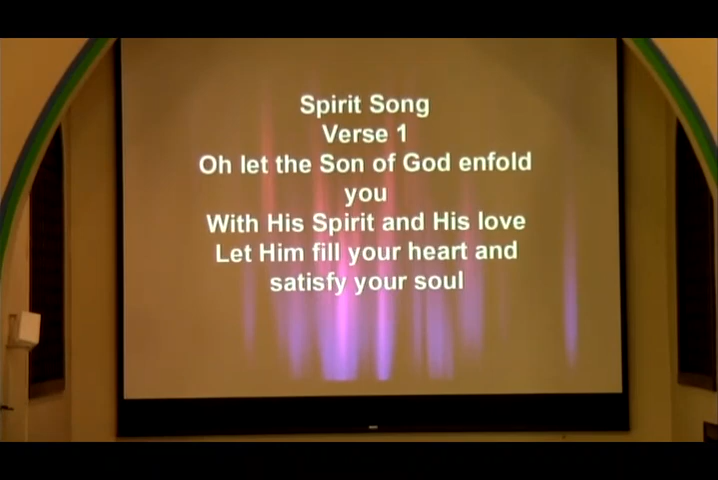 Spirit Song
Verse 1
Oh let the Son of God enfold
you
With His Spirit and His love
Let Him fill your heart and
satisfy your soul